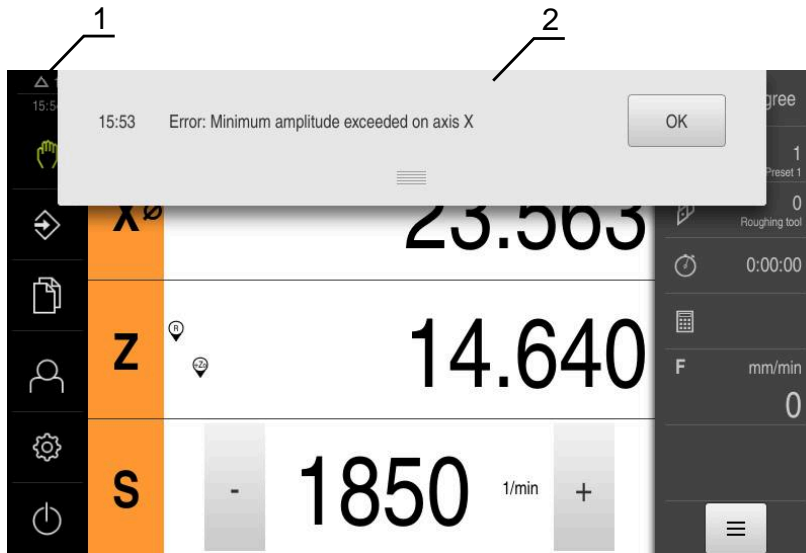 1
2
15:53 Error: Minimum amplitude exceeded on axis X OK
1
Preset 1
X Ø 23.563
0
Roughing tool
0:00:00
Z R +Z0 14.640
F mm/min
0
S - 1850 1/min +